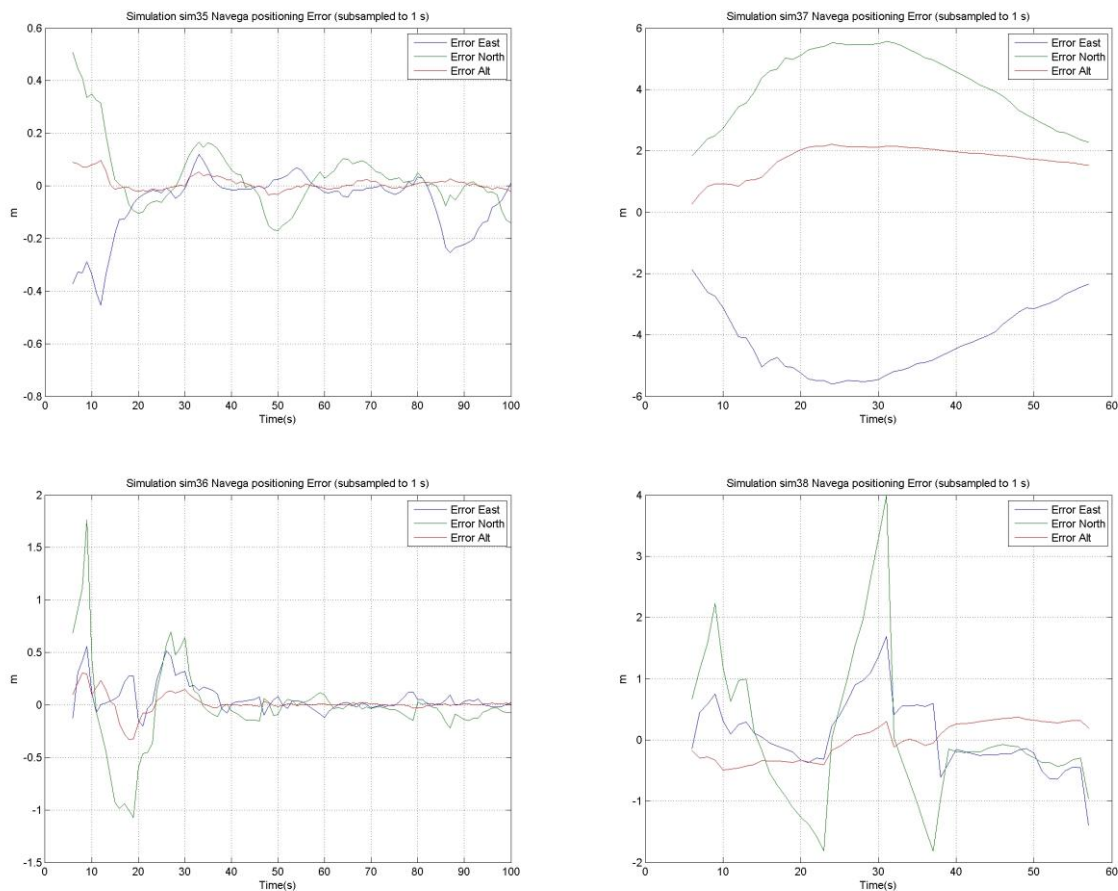 Simulation sim35 Navega positioning Error (subsampled to 1 s)
0.6
0.4
0.2
0
-0.2
-0.4
-0.6
-0.8
m
Error East
Error North
Error Alt
0 10 20 30 40 50 60 70 80 90 100
Time(s)
Simulation sim37 Navega positioning Error (subsampled to 1 s)
6
4
2
0
-2
-4
-6
m
Error East
Error North
Error Alt
0 10 20 30 40 50 60
Time(s)
Simulation sim36 Navega positioning Error (subsampled to 1 s)
2
1.5
1
0.5
0
-0.5
-1
-1.5
m
Error East
Error North
Error Alt
0 10 20 30 40 50 60 70 80 90 100
Time(s)
Simulation sim38 Navega positioning Error (subsampled to 1 s)
4
3
2
1
0
-1
-2
m
Error East
Error North
Error Alt
0 10 20 30 40 50 60
Time(s)